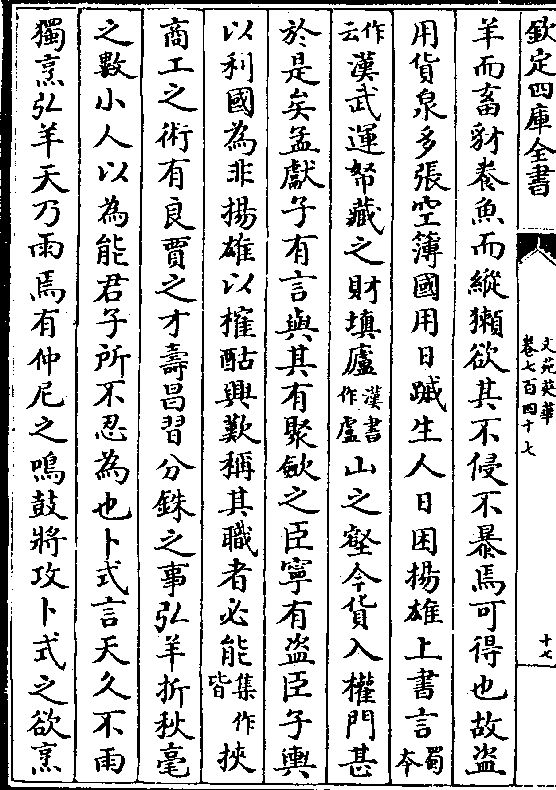 欽定四庫全書
文苑英華
卷七百四十七
十七
羊而畜豺養魚而縱獺欲其不侵不暴焉可得也故盜
用貨泉多張空簿國用日蹙生人日困揚雄上書言蜀本
作云漢武運帑藏之財填廬漢書作盧山之壑今貨入權門甚
於是矣孟獻子有言與其有聚斂之臣寧有盜臣子輿
以利國為非揚雄以榷酤興歎稱其職者必能集作皆挾
商工之術有良賈之才壽昌習分銖之事弘羊折秋毫
之數小人以為能君子所不忍為也卜式言天久不雨
獨烹弘羊天乃雨焉有仲尼之鳴鼓將攻卜式之欲烹